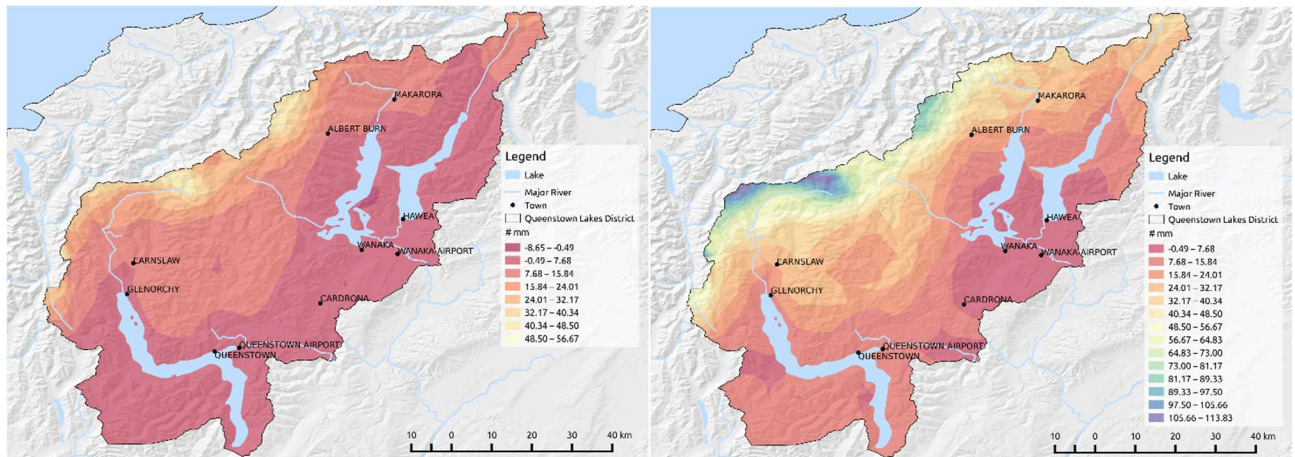 MAKARORA
ALBERT BURN
HAWEA
WANAKA
WANAKA AIRPORT
EARNSLAW
GLENORCHY
CARDRONA
QUEENSTOWN AIRPORT
QUEENSTOWN
Legend
Lake
Major River
Town
Queenstown Lakes District
# mm
-8.65 – -0.49
-0.49 – 7.68
7.68 – 15.84
15.84 – 24.01
24.01 – 32.17
32.17 – 40.34
40.34 – 48.50
48.50 – 56.67
10 0 10 20 30 40 km
MAKARORA
ALBERT BURN
HAWEA
WANAKA
WANAKA AIRPORT
EARNSLAW
GLENORCHY
CARDRONA
QUEENSTOWN AIRPORT
QUEENSTOWN
Legend
Lake
Major River
Town
Queenstown Lakes District
# mm
-0.49 – 7.68
7.68 – 15.84
15.84 – 24.01
24.01 – 32.17
32.17 – 40.34
40.34 – 48.50
48.50 – 56.67
56.67 – 64.83
64.83 – 73.00
73.00 – 81.17
81.17 – 89.33
89.33 – 97.50
97.50 – 105.66
105.66 – 113.83
10 0 10 20 30 40 km